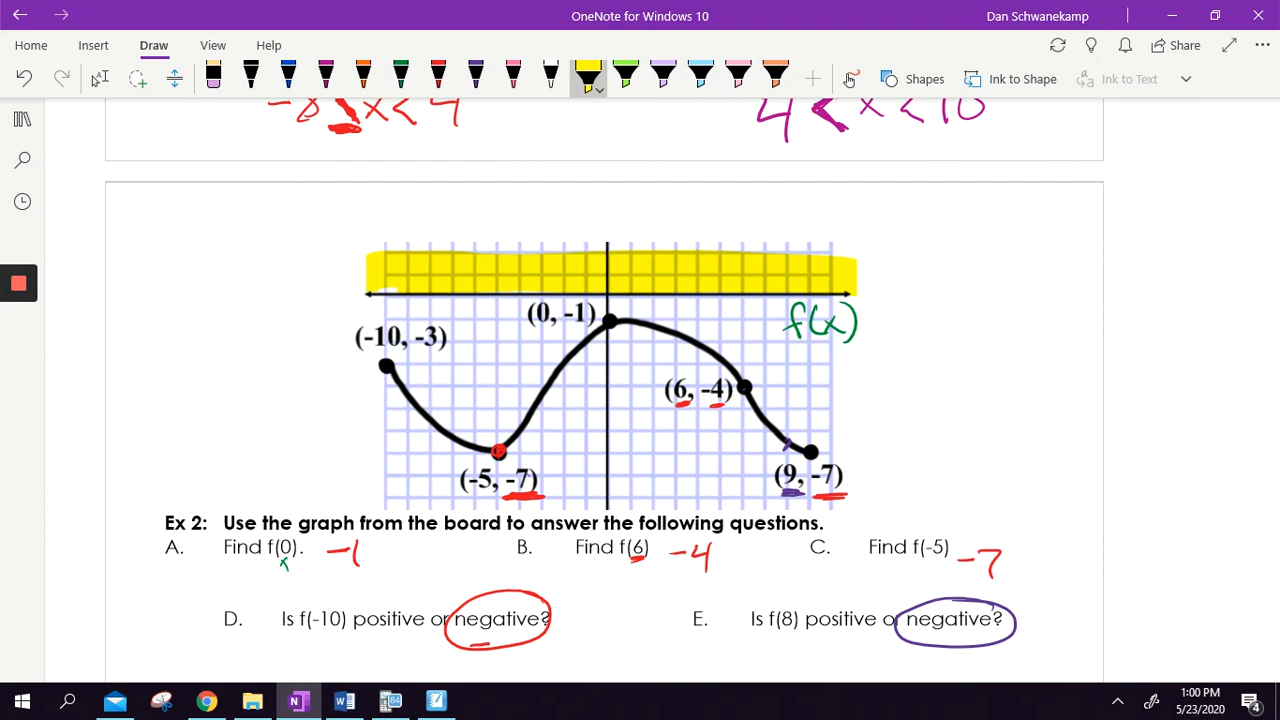 OneNote for Windows 10
Dan Schwanekamp
Home Insert Draw View Help
Share
Shapes Ink to Shape Ink to Text
-8 ≤ x < 4
4 < x < 10
(0, -1)
f(x)
(-10, -3)
(6, -4)
(-5, -7)
(9, -7)
Ex 2: Use the graph from the board to answer the following questions.
A. Find f(0). -1 B. Find f(6) -4 C. Find f(-5) -7
x
D. Is f(-10) positive or negative? E. Is f(8) positive or negative?
1:00 PM
5/23/2020
4